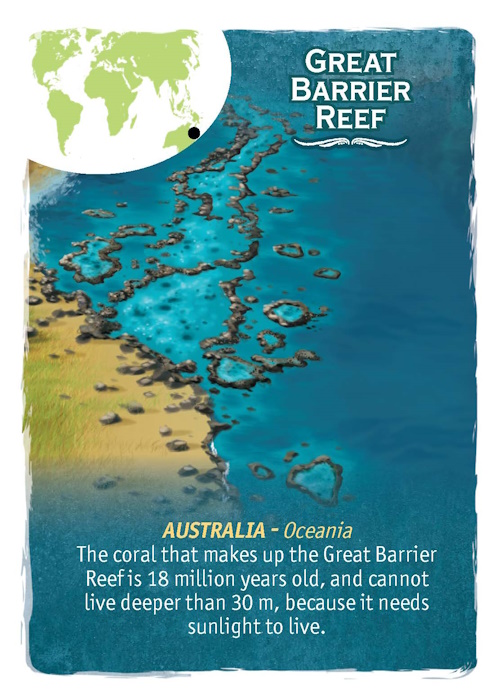 GREAT
BARRIER
REEF
AUSTRALIA - Oceania
The coral that makes up the Great Barrier
Reef is 18 million years old, and cannot
live deeper than 30 m, because it needs
sunlight to live.